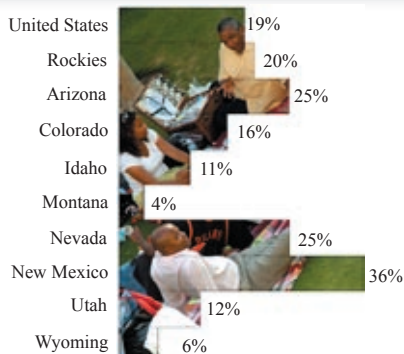 United States 19%
Rockies 20%
Arizona 25%
Colorado 16%
Idaho 11%
Montana 4%
Nevada 25%
New Mexico 36%
Utah 12%
Wyoming 6%